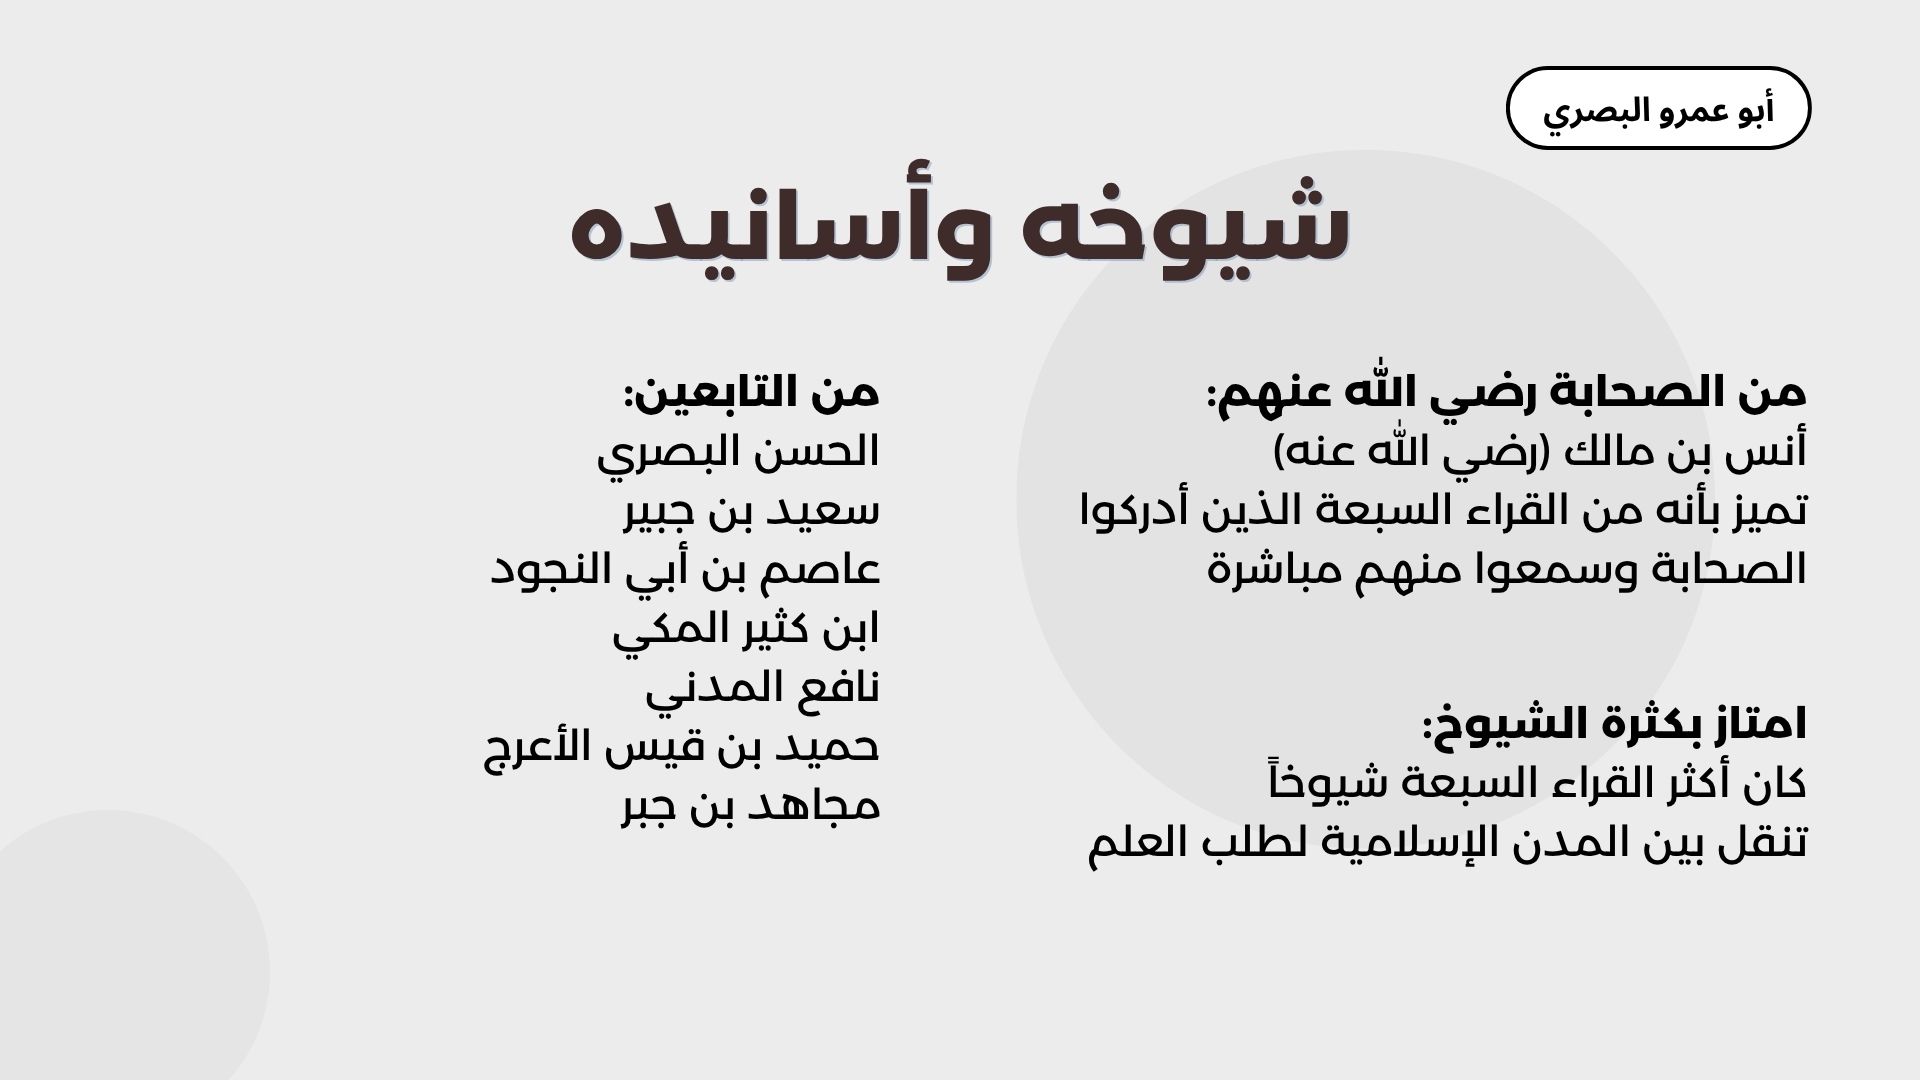 أبو عمرو البصري
شيوخه وأسانيده
من الصحابة رضي الله عنهم:
أنس بن مالك (رضي الله عنه)
تميز بأنه من القراء السبعة الذين أدركوا
الصحابة وسمعوا منهم مباشرة
امتاز بكثرة الشيوخ:
كان أكثر القراء السبعة شيوخاً
تنقل بين المدن الإسلامية لطلب العلم
من التابعين:
الحسن البصري
سعيد بن جبير
عاصم بن أبي النجود
ابن كثير المكي
نافع المدني
حميد بن قيس الأعرج
مجاهد بن جبر